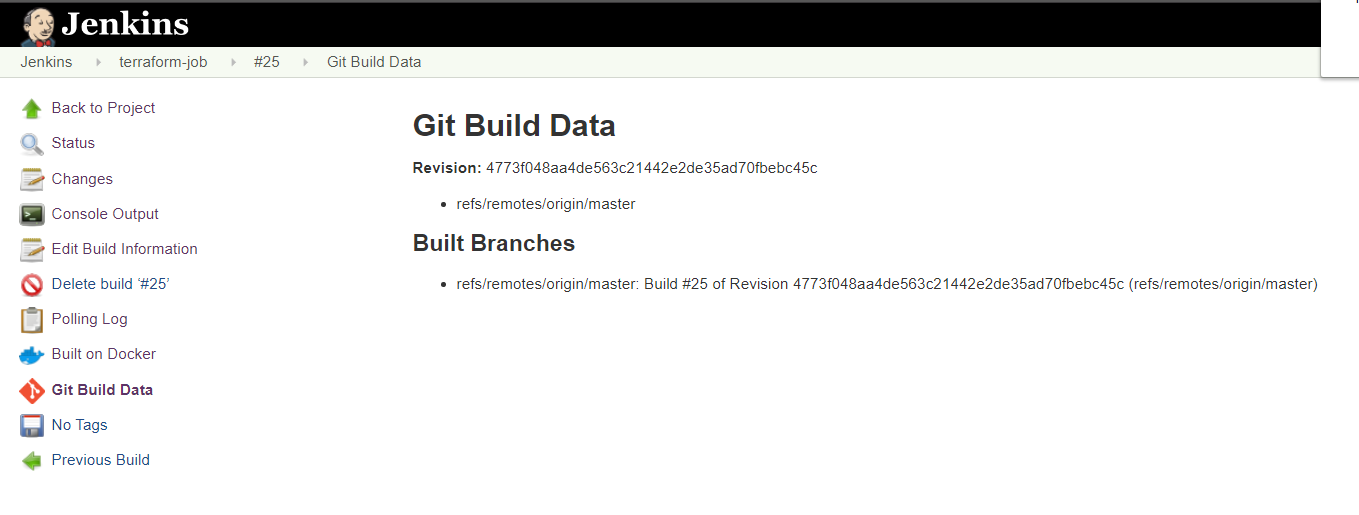 Jenkins
Jenkins
terraform-job
#25
Git Build Data
Back to Project
Status
Changes
Console Output
Edit Build Information
Delete build ‘#25’
Polling Log
Built on Docker
Git Build Data
No Tags
Previous Build
Git Build Data
Revision: 4773f048aa4de563c21442e2de35ad70fbebc45c
refs/remotes/origin/master
Built Branches
refs/remotes/origin/master: Build #25 of Revision 4773f048aa4de563c21442e2de35ad70fbebc45c (refs/remotes/origin/master)